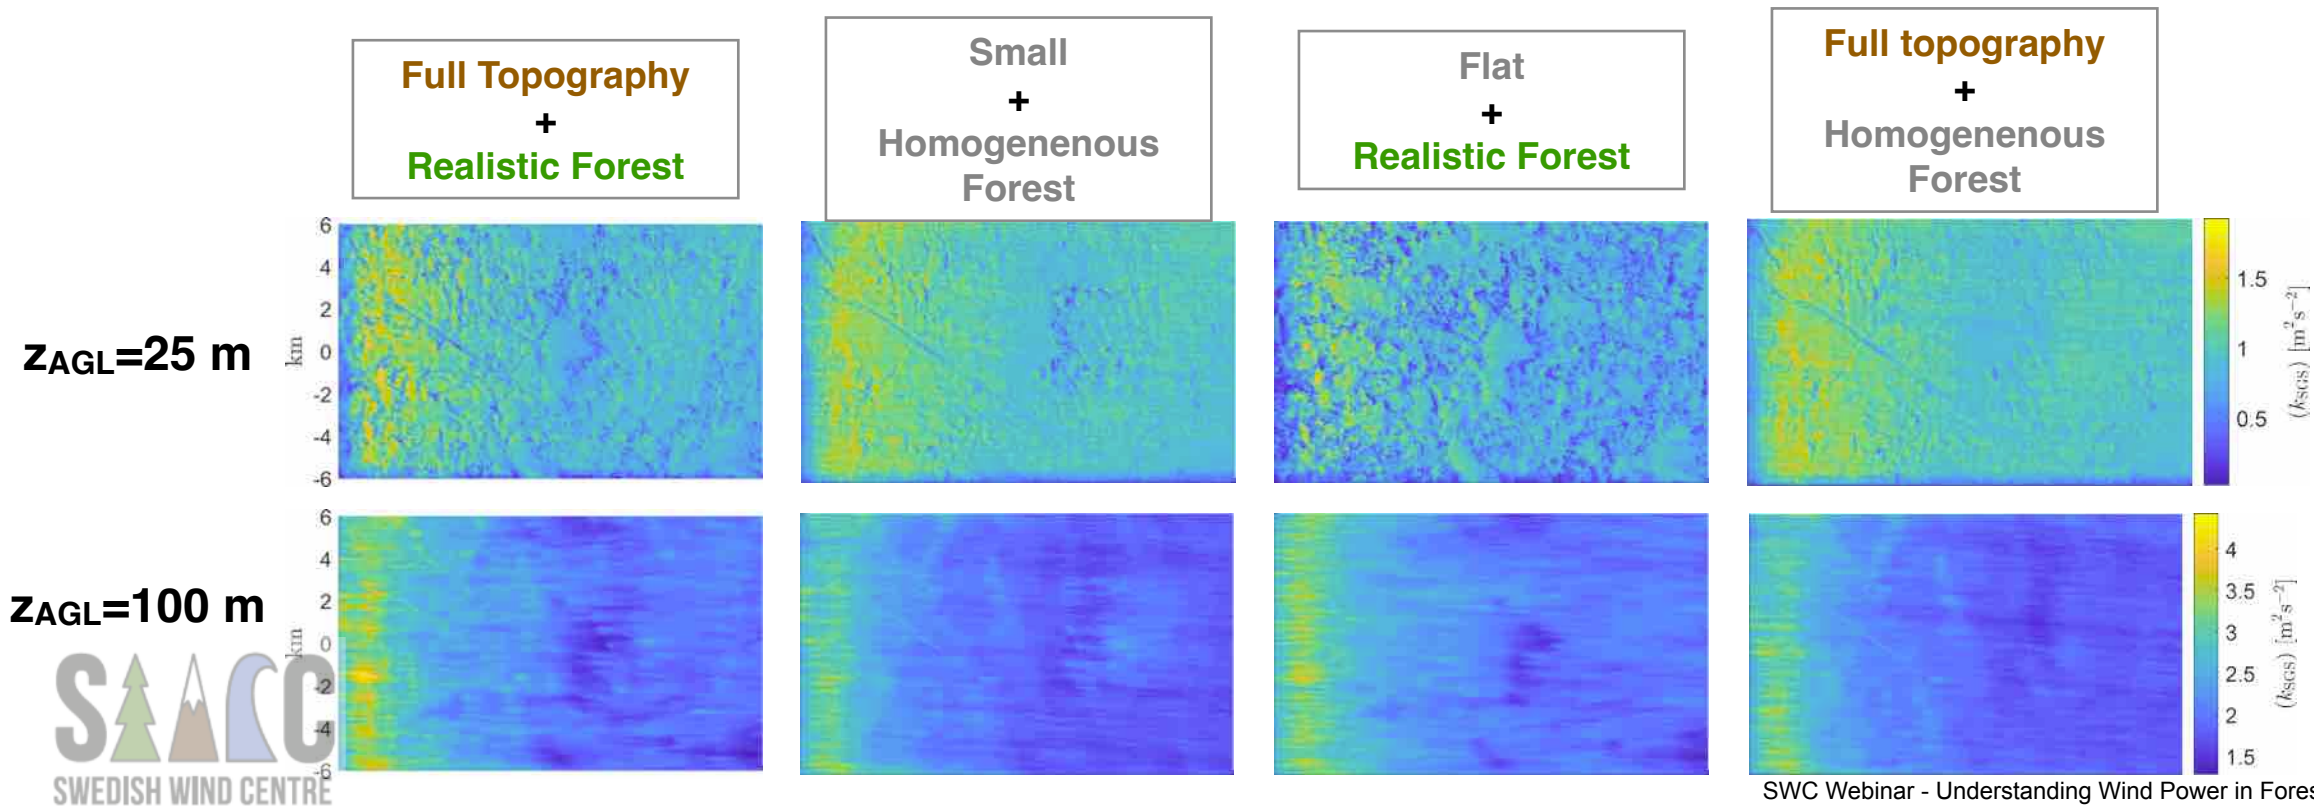 Full Topography
+
Realistic Forest
Small
+
Homogenenous
Forest
Flat
+
Realistic Forest
Full topography
+
Homogenenous
Forest
zAGL=25 m
km
6
4
2
0
-2
-4
-6
1.5
1
0.5
⟨kSGS⟩ [m²s⁻²]
zAGL=100 m
km
6
4
2
0
-2
-4
-6
4
3.5
3
2.5
2
1.5
⟨kSGS⟩ [m²s⁻²]
SWC
SWEDISH WIND CENTRE
SWC Webinar - Understanding Wind Power in Fores